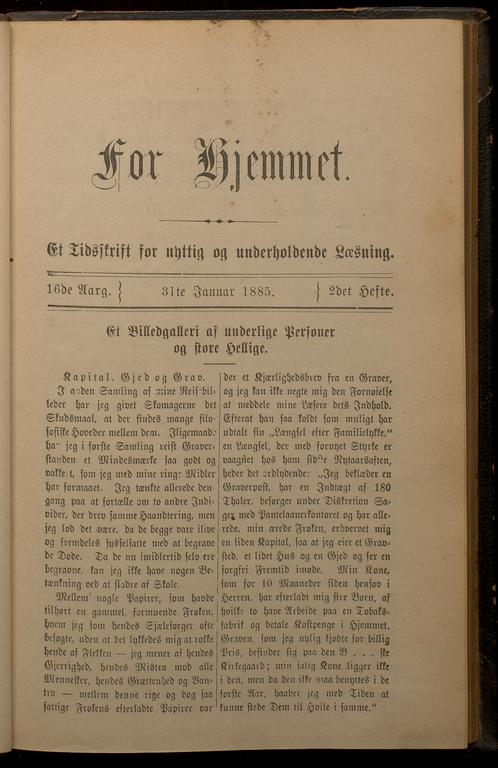 For Hjemmet.
Et Tidsskrift for nyttig og underholdende Læsning.
16de Aarg. } 31te Januar 1885. } 2det Hefte.
Et Billedgalleri af underlige Personer
og store Hellige.
Kapital, Gjed og Grav.
I anden Samling af mine Reisebil-
leder har jeg givet Skomagerne det
Skudsmaal, at der findes mange filo-
sofiske Hoveder mellem dem. Iligemaade
har jeg i første Samling reist Graver-
standen et Mindesmærke saa godt og
vakkert, som jeg med mine ringe Midler
har formaaet. Jeg tænkte allerede den-
gang paa at fortælle om to andre Indi-
vider, der drev samme Haandtering, men
jeg lod det være, da de begge vare ilive
og fremdeles sysselsatte med at begrave
de Døde. Da de nu imidlertid selv ere
begravne, kan jeg ikke have nogen Be-
tænkning ved at sladre af Skole.
Mellem nogle Papirer, som havde
tilhørt en gammel, formuende Frøken,
hvem jeg som hendes Sjælesørger ofte
besøgte, uden at det lykkedes mig at rokke
hende af Flekken — jeg mener af hendes
Gjerrighed, hendes Mistro mod alle
Mennesker, hendes Grættenhed og Van-
tro — mellem denne rige og dog saa
fattige Frøkens efterladte Papirer var
der et Kjærlighedsbrev fra en Graver,
og jeg kan ikke negte mig den Fornøielse
at meddele mine Læsere dets Indhold.
Efterat han saa koldt som muligt har
udtalt sin „Længsel efter Familielykke,"
en Længsel, der med fornyet Styrke er
vaagnet hos ham siden Nytaarsaften,
heder det ordlydende: „Jeg beklæder en
Graverpost, har en Indtægt af 180
Thaler, besørger under Diskretion Sa-
ger med Pantelaanerkontoret og har alle-
rede, min ærede Frøken, erhvervet mig
en liden Kapital, saa at jeg eier et Grav-
sted, et lidet Hus og en Gjed og ser en
sorgfri Fremtid imøde. Min Kone,
som for 10 Maaneder siden hensov i
Herren, har efterladt mig fire Børn, af
hvilke to have Arbeide paa en Tobaks-
fabrik og betale Kostpenge i Hjemmet.
Graven, som jeg nylig kjøbte for billig
Pris, befinder sig paa den B . . . ske
Kirkegaard; min salig Kone ligger ikke
i den, men da den ikke maa benyttes i de
første Aar, haaber jeg med Tiden at
kunne stede Dem til Hvile i samme."